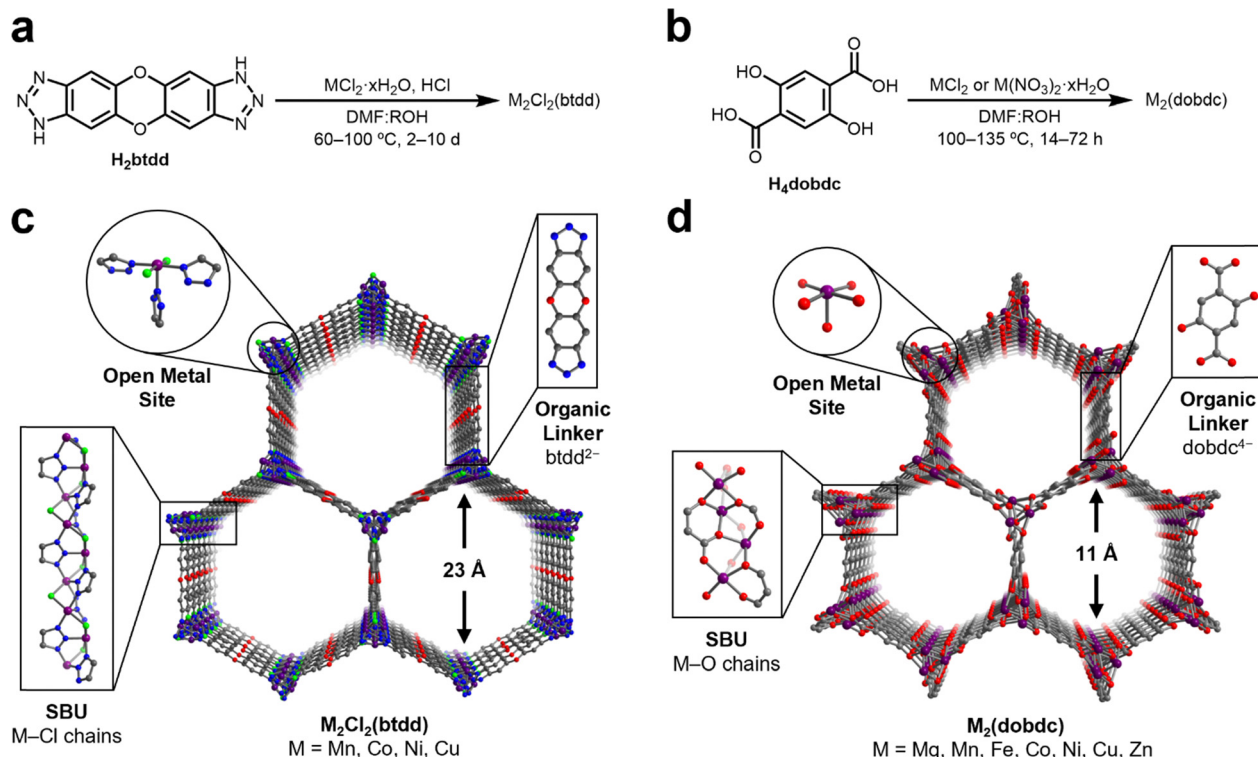 a
H
N
N
N
N
N
N
H
O
O
H₂btdd
MCl₂·xH₂O, HCl
DMF:ROH
60–100 ºC, 2–10 d
M₂Cl₂(btdd)
b
HO
O
OH
HO
O
OH
H₄dobdc
MCl₂ or M(NO₃)₂·xH₂O
DMF:ROH
100–135 ºC, 14–72 h
M₂(dobdc)
c
Open Metal
Site
Organic
Linker
btdd²⁻
23 Å
SBU
M–Cl chains
M₂Cl₂(btdd)
M = Mn, Co, Ni, Cu
d
Open Metal
Site
Organic
Linker
dobdc⁴⁻
11 Å
SBU
M–O chains
M₂(dobdc)
M = Mg, Mn, Fe, Co, Ni, Cu, Zn